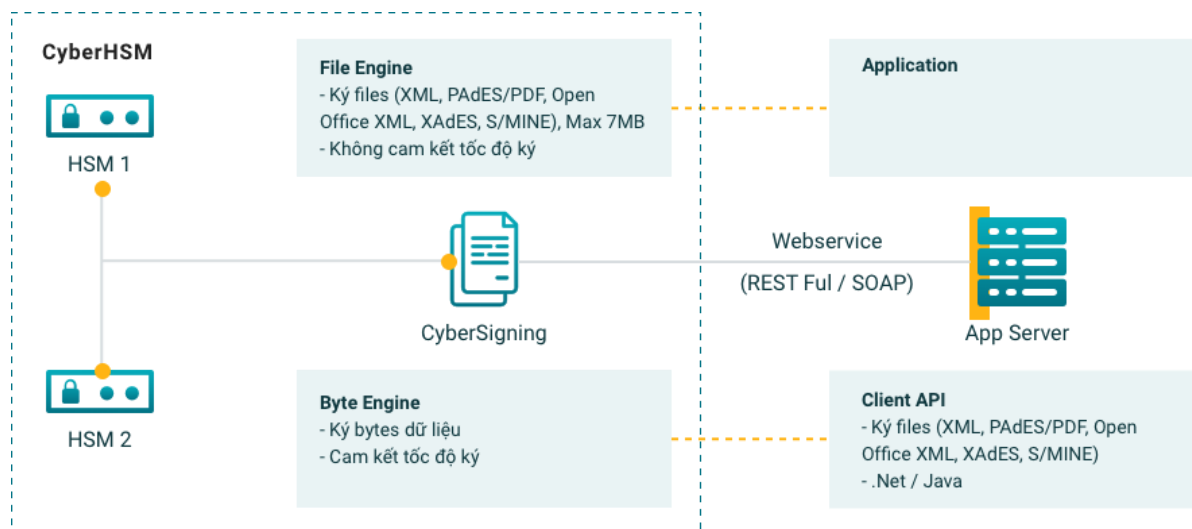 CyberHSM
HSM 1
File Engine
- Ký files (XML, PAdES/PDF, Open
Office XML, XAdES, S/MINE), Max 7MB
- Không cam kết tốc độ ký
Application
CyberSigning
Webservice
(REST Ful / SOAP)
App Server
HSM 2
Byte Engine
- Ký bytes dữ liệu
- Cam kết tốc độ ký
Client API
- Ký files (XML, PAdES/PDF, Open
Office XML, XAdES, S/MINE)
- .Net / Java